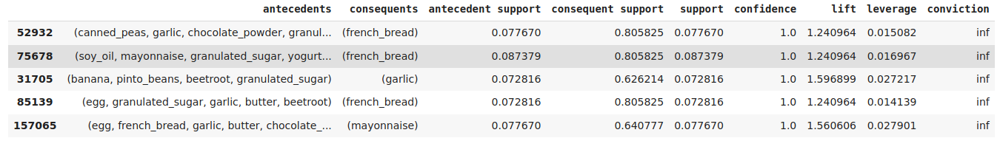 antecedents consequents antecedent support consequent support support confidence lift leverage conviction
52932 (canned_peas, garlic, chocolate_powder, granul... (french_bread) 0.077670 0.805825 0.077670 1.0 1.240964 0.015082 inf
75678 (soy_oil, mayonnaise, granulated_sugar, yogurt... (french_bread) 0.087379 0.805825 0.087379 1.0 1.240964 0.016967 inf
31705 (banana, pinto_beans, beetroot, granulated_sugar) (garlic) 0.072816 0.626214 0.072816 1.0 1.596899 0.027217 inf
85139 (egg, granulated_sugar, garlic, butter, beetroot) (french_bread) 0.072816 0.805825 0.072816 1.0 1.240964 0.014139 inf
157065 (egg, french_bread, garlic, butter, chocolate_... (mayonnaise) 0.077670 0.640777 0.077670 1.0 1.560606 0.027901 inf